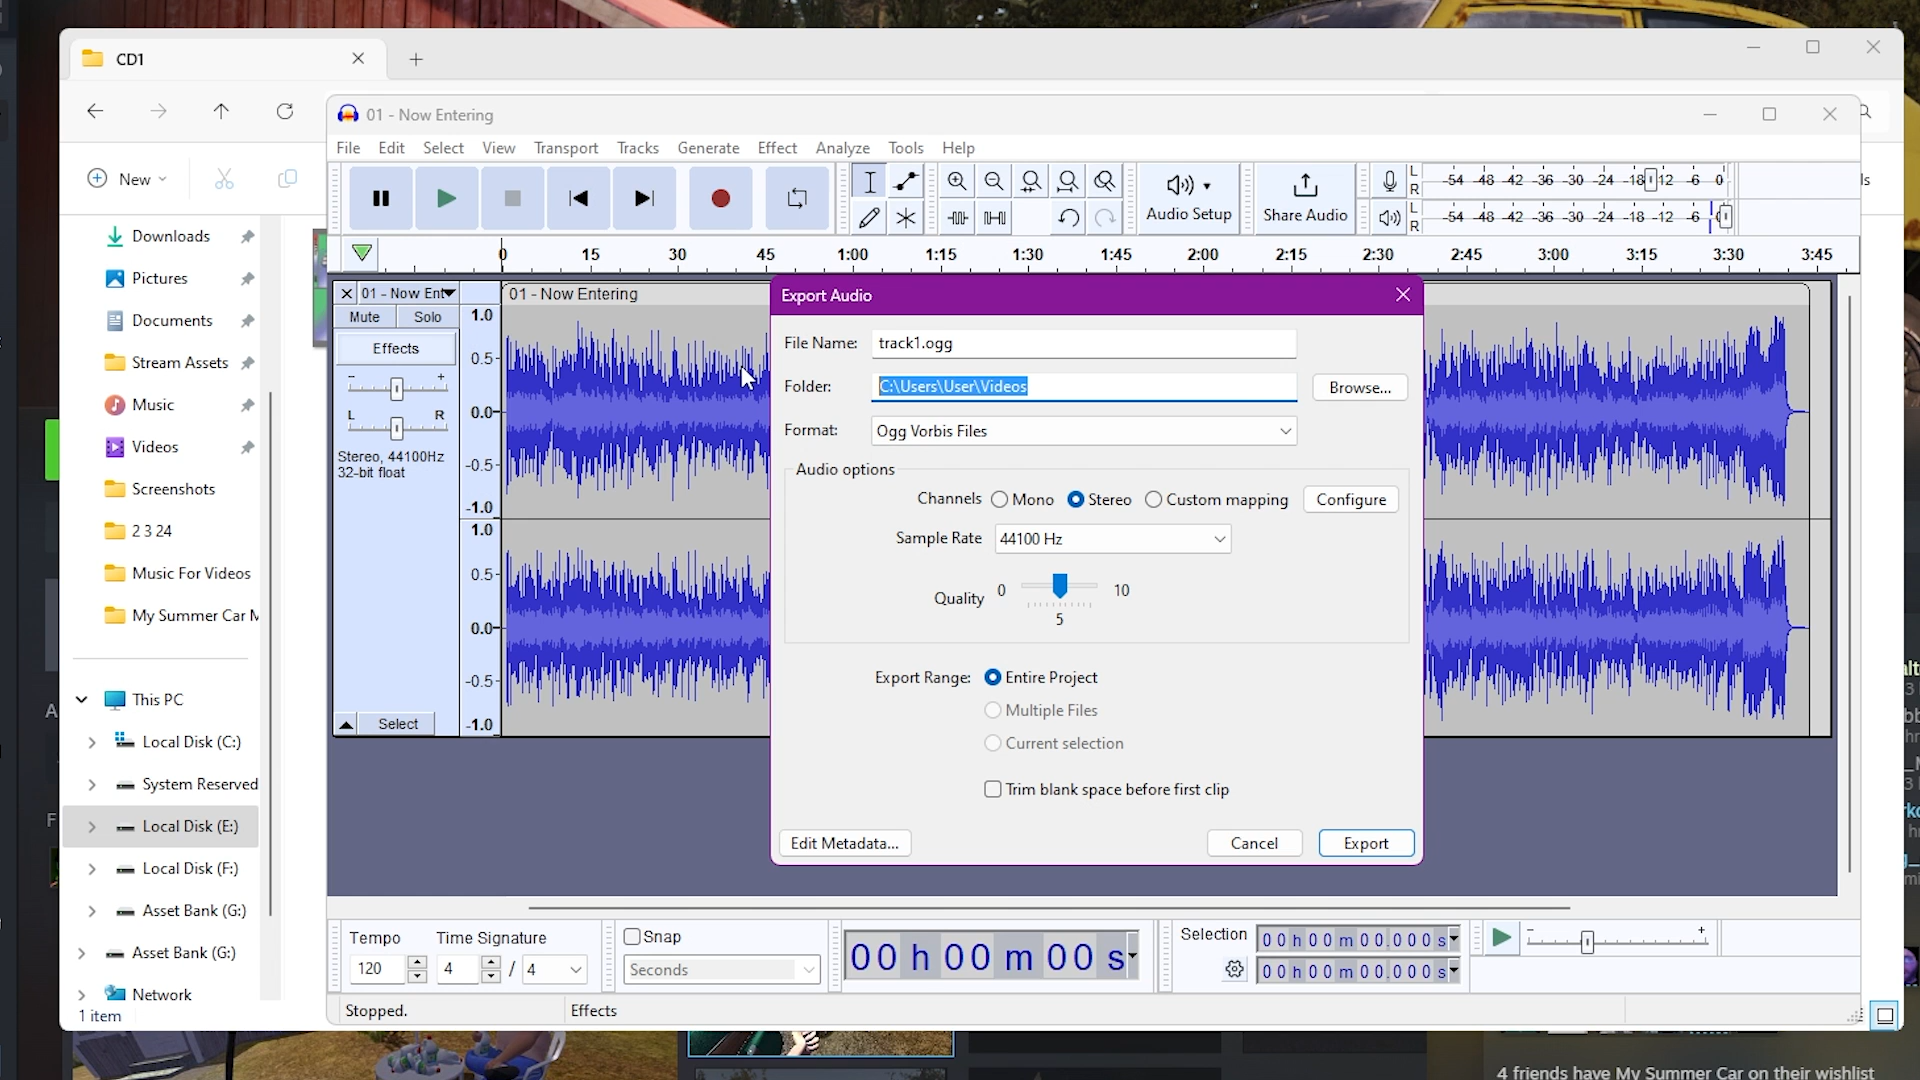 CD1
01 - Now Entering
File Edit Select View Transport Tracks Generate Effect Analyze Tools Help
New
Audio Setup
Share Audio
L
R
-54 -48 -42 -36 -30 -24 -18 -12 -6 0
L
R
-54 -48 -42 -36 -30 -24 -18 -12 -6 0
ls
0 15 30 45 1:00 1:15 1:30 1:45 2:00 2:15 2:30 2:45 3:00 3:15 3:30 3:45
Downloads
Pictures
Documents
Stream Assets
Music
Videos
Screenshots
2 3 24
Music For Videos
My Summer Car M
This PC
Local Disk (C:)
System Reserved
Local Disk (E:)
Local Disk (F:)
Asset Bank (G:)
Asset Bank (G:)
Network
1 item
01 - Now Ent
Mute Solo
Effects
- +
L R
Stereo, 44100Hz
32-bit float
Select
1.0
0.5
0.0
-0.5
-1.0
1.0
0.5
0.0
-0.5
-1.0
01 - Now Entering
Export Audio
File Name: track1.ogg
Folder: C:\Users\User\Videos Browse...
Format: Ogg Vorbis Files
Audio options
Channels Mono Stereo Custom mapping Configure
Sample Rate 44100 Hz
Quality 0 10
5
Export Range: Entire Project
Multiple Files
Current selection
Trim blank space before first clip
Edit Metadata... Cancel Export
Tempo Time Signature
120 4 / 4
Snap
Seconds
00 h 00 m 00 s
Selection 00 h 00 m 00.000 s
00 h 00 m 00.000 s
- +
Stopped. Effects
4 friends have My Summer Car on their wishlist